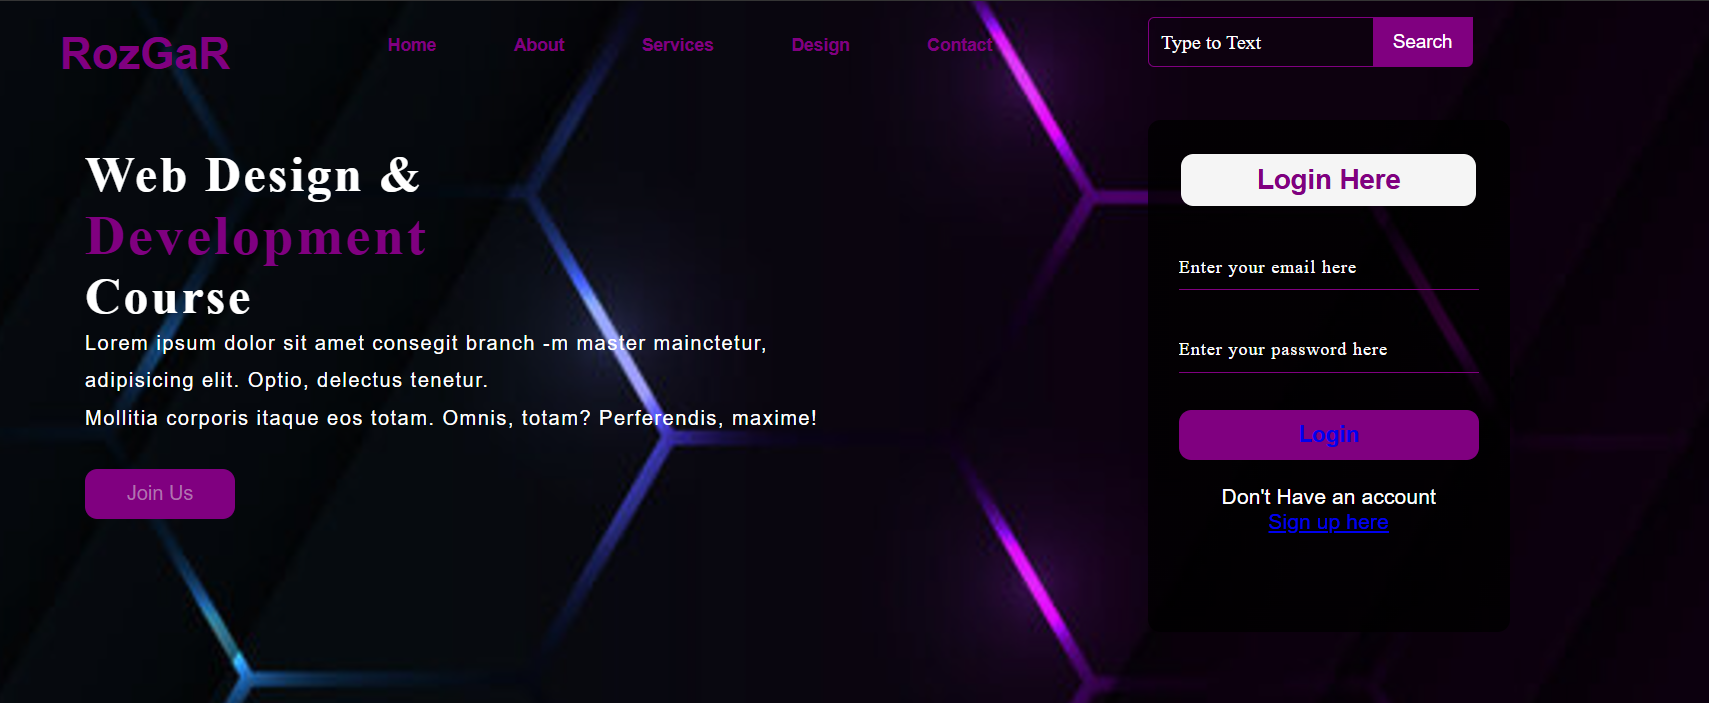 RozGaR
Home About Services Design Contact
Type to Text Search
Web Design &
Development
Course
Lorem ipsum dolor sit amet consegit branch -m master mainctetur,
adipisicing elit. Optio, delectus tenetur.
Mollitia corporis itaque eos totam. Omnis, totam? Perferendis, maxime!
Join Us
Login Here
Enter your email here
Enter your password here
Login
Don't Have an account
Sign up here